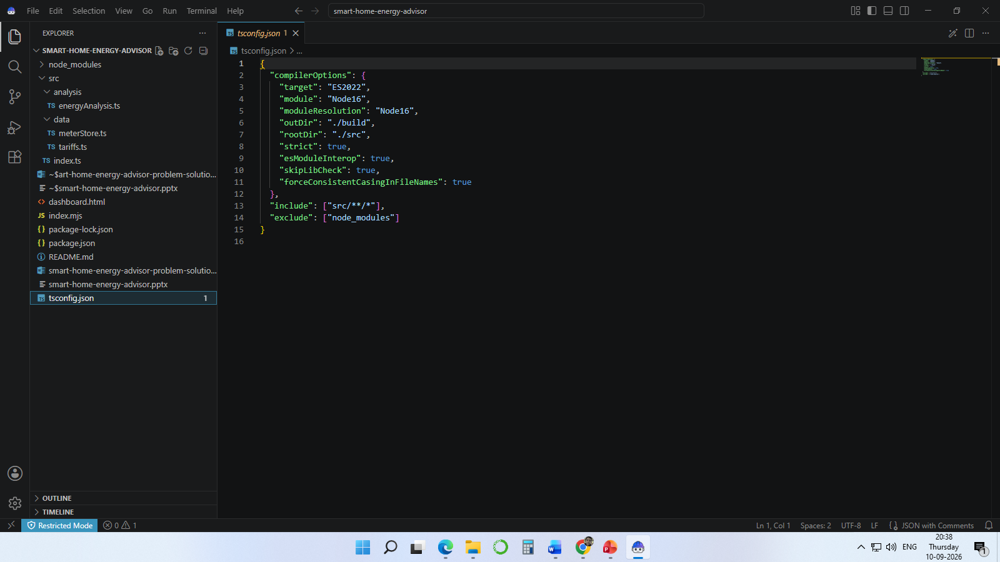 File Edit Selection View Go Run Terminal Help
smart-home-energy-advisor
EXPLORER
SMART-HOME-ENERGY-ADVISOR
node_modules
src
analysis
TS energyAnalysis.ts
data
TS meterStore.ts
TS tariffs.ts
TS index.ts
~$art-home-energy-advisor-problem-solutio...
~$smart-home-energy-advisor.pptx
dashboard.html
JS index.mjs
{} package-lock.json
{} package.json
README.md
smart-home-energy-advisor-problem-solutio...
smart-home-energy-advisor.pptx
TS tsconfig.json 1
OUTLINE
TIMELINE
TS tsconfig.json 1
TS tsconfig.json > ...
1 {
2 "compilerOptions": {
3 "target": "ES2022",
4 "module": "Node16",
5 "moduleResolution": "Node16",
6 "outDir": "./build",
7 "rootDir": "./src",
8 "strict": true,
9 "esModuleInterop": true,
10 "skipLibCheck": true,
11 "forceConsistentCasingInFileNames": true
12 },
13 "include": ["src/**/*"],
14 "exclude": ["node_modules"]
15 }
16
Restricted Mode 0 1
Ln 1, Col 1 Spaces: 2 UTF-8 LF {} JSON with Comments
ENG
20:38
Thursday
10-09-2026
1